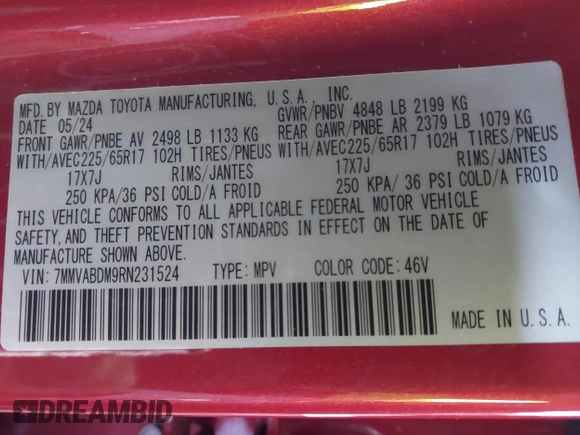 MFD. BY MAZDA TOYOTA MANUFACTURING, U.S.A. INC.
DATE 05/24 GVWR/PNBV 4848 LB 2199 KG
FRONT GAWR/PNBE AV 2498 LB 1133 KG REAR GAWR/PNBE AR 2379 LB 1079 KG
WITH/AVEC225/65R17 102H TIRES/PNEUS WITH/AVEC225/65R17 102H TIRES/PNEUS
17X7J RIMS/JANTES 17X7J RIMS/JANTES
250 KPA/36 PSI COLD/A FROID 250 KPA/ 36 PSI COLD/A FROID
THIS VEHICLE CONFORMS TO ALL APPLICABLE FEDERAL MOTOR VEHICLE
SAFETY, AND THEFT PREVENTION STANDARDS IN EFFECT ON THE DATE OF
MANUFACTURE SHOWN ABOVE.
VIN: 7MMVABDM9RN231524 TYPE: MPV COLOR CODE: 46V
MADE IN U.S.A.
DREAMBID